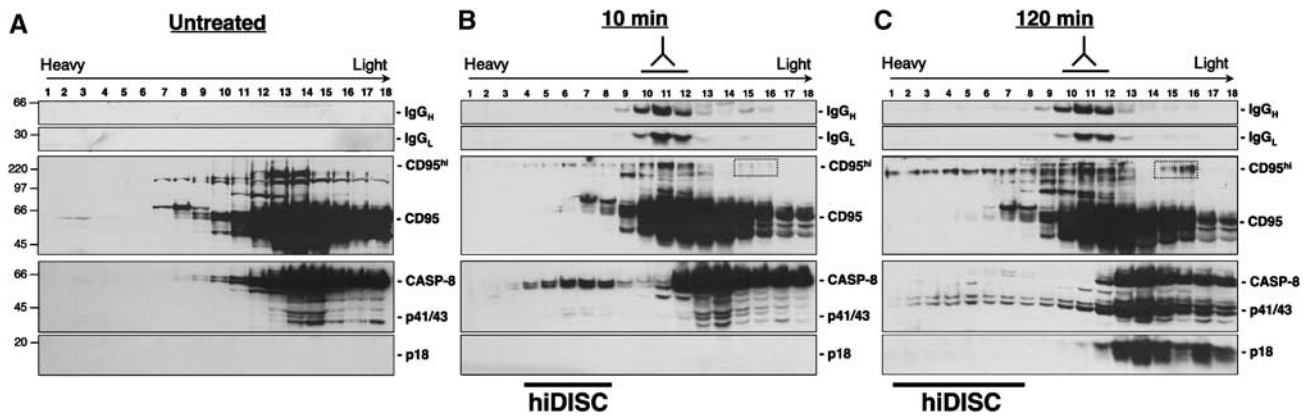 A
Untreated
Heavy Light
1 2 3 4 5 6 7 8 9 10 11 12 13 14 15 16 17 18
66
- IgGH
30
- IgGL
220
97
66
45
- CD95hi
- CD95
66
45
- CASP-8
- p41/43
20
- p18
B
10 min
Heavy Light
1 2 3 4 5 6 7 8 9 10 11 12 13 14 15 16 17 18
- IgGH
- IgGL
- CD95hi
- CD95
- CASP-8
- p41/43
- p18
hiDISC
C
120 min
Heavy Light
1 2 3 4 5 6 7 8 9 10 11 12 13 14 15 16 17 18
- IgGH
- IgGL
- CD95hi
- CD95
- CASP-8
- p41/43
- p18
hiDISC